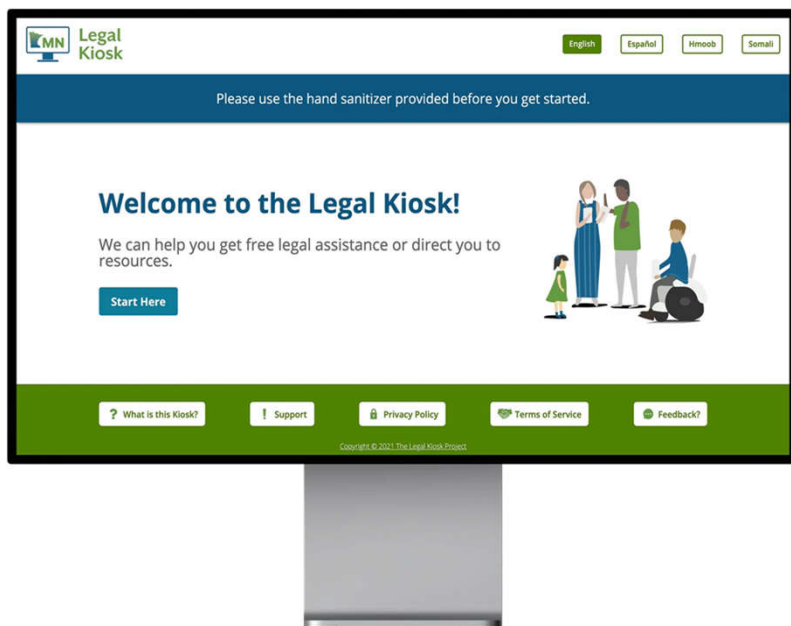 MN Legal
Kiosk
English Español Hmoob Somali
Please use the hand sanitizer provided before you get started.
Welcome to the Legal Kiosk!
We can help you get free legal assistance or direct you to
resources.
Start Here
? What is this Kiosk? ! Support Privacy Policy Terms of Service Feedback?
Copyright © 2021 The Legal Kiosk Project